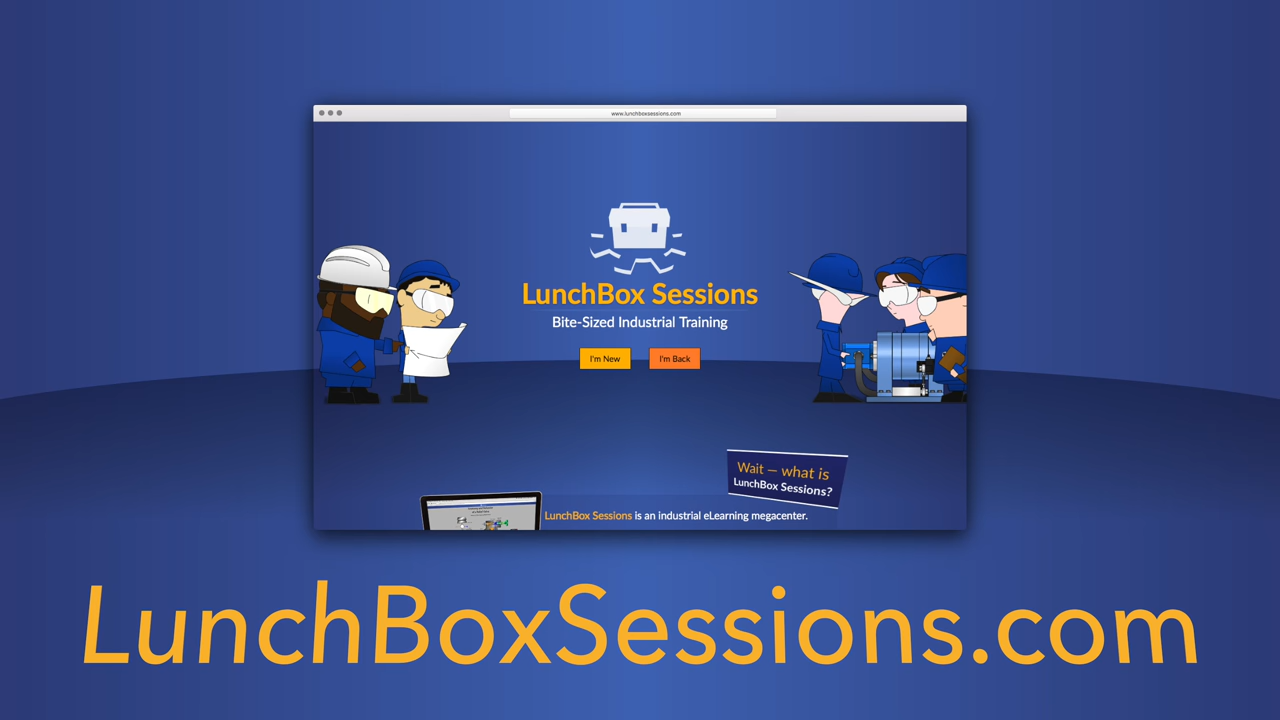 www.lunchboxsessions.com
LunchBox Sessions
Bite-Sized Industrial Training
I'm New
I'm Back
Wait — what is
LunchBox Sessions?
LunchBox Sessions is an industrial eLearning megacenter.
LunchBoxSessions.com